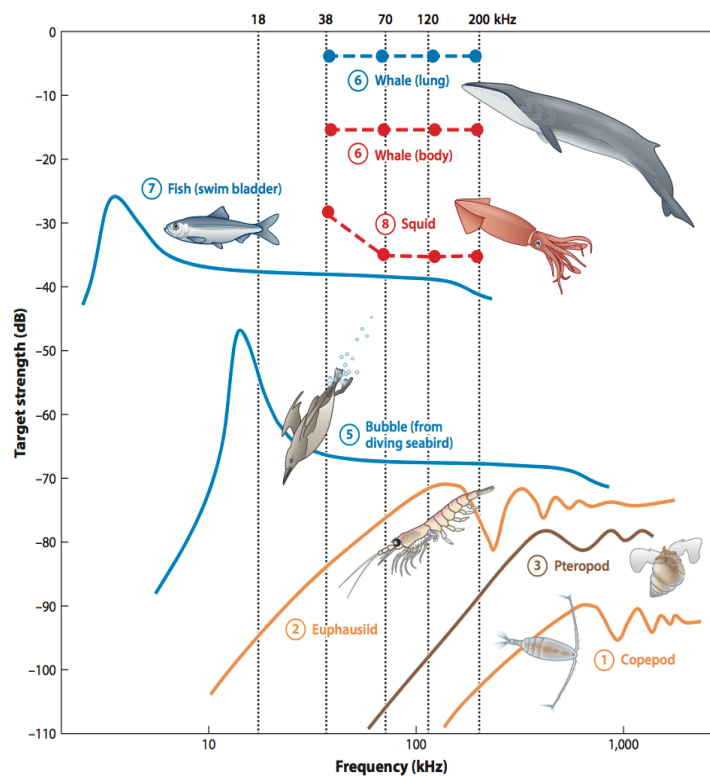 18 38 70 120 200 kHz
0
–10
–20
–30
–40
–50
–60
–70
–80
–90
–100
–110
Target strength (dB)
6 Whale (lung)
6 Whale (body)
7 Fish (swim bladder)
8 Squid
5 Bubble (from
diving seabird)
3 Pteropod
2 Euphausiid
1 Copepod
10 100 1,000
Frequency (kHz)